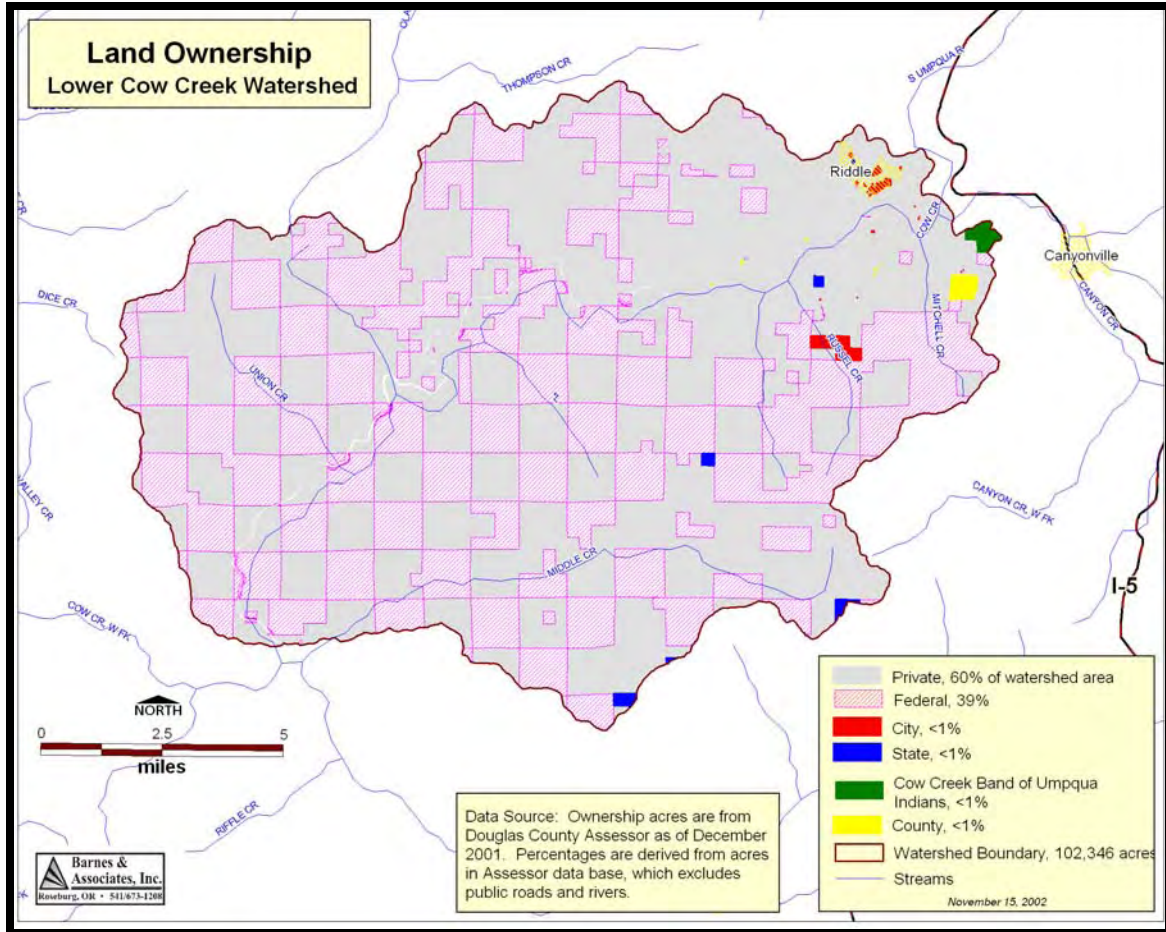 Land Ownership
Lower Cow Creek Watershed
THOMPSON CR
S UMPQUA R
Riddle
COW CR
Canyonville
CANYON CR
DICE CR
MITCHELL CR
RUSSEL CR
UNION CR
VALLEY CR
CANYON CR, W FK
MIDDLE CR
I-5
COW CR, W FK
RIFFLE CR
NORTH
0 2.5 5
miles
Data Source: Ownership acres are from
Douglas County Assessor as of December
2001. Percentages are derived from acres
in Assessor data base, which excludes
public roads and rivers.
Private, 60% of watershed area
Federal, 39%
City, <1%
State, <1%
Cow Creek Band of Umpqua
Indians, <1%
County, <1%
Watershed Boundary, 102,346 acres
Streams
November 15, 2002
Barnes &
Associates, Inc.
Roseburg, OR • 541/673-1208